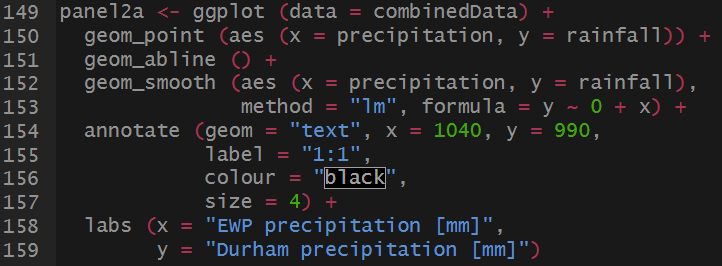 149 panel2a <- ggplot (data = combinedData) +
150   geom_point (aes (x = precipitation, y = rainfall)) +
151   geom_abline () +
152   geom_smooth (aes (x = precipitation, y = rainfall),
153                method = "lm", formula = y ~ 0 + x) +
154   annotate (geom = "text", x = 1040, y = 990,
155             label = "1:1",
156             colour = "black",
157             size = 4) +
158   labs (x = "EWP precipitation [mm]",
159         y = "Durham precipitation [mm]")